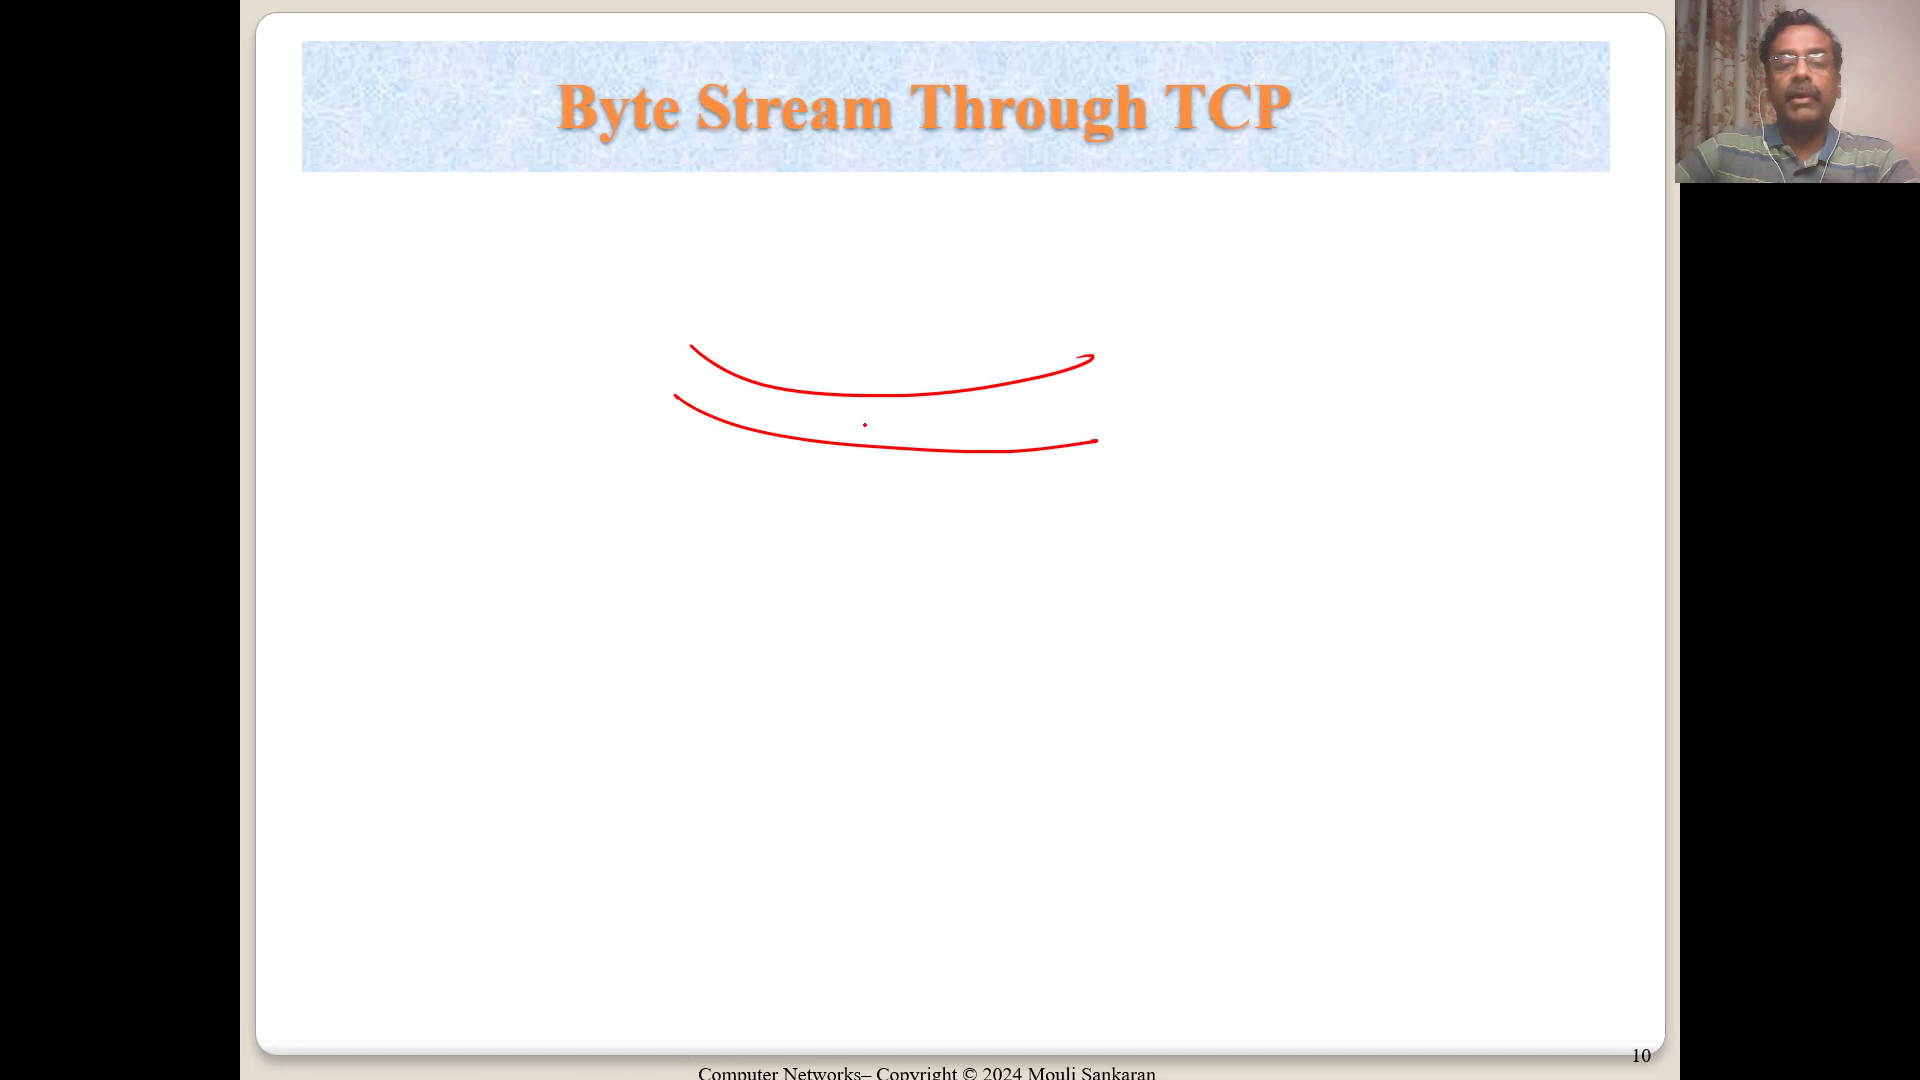 Byte Stream Through TCP
10
Computer Networks– Copyright © 2024 Mouli Sankaran